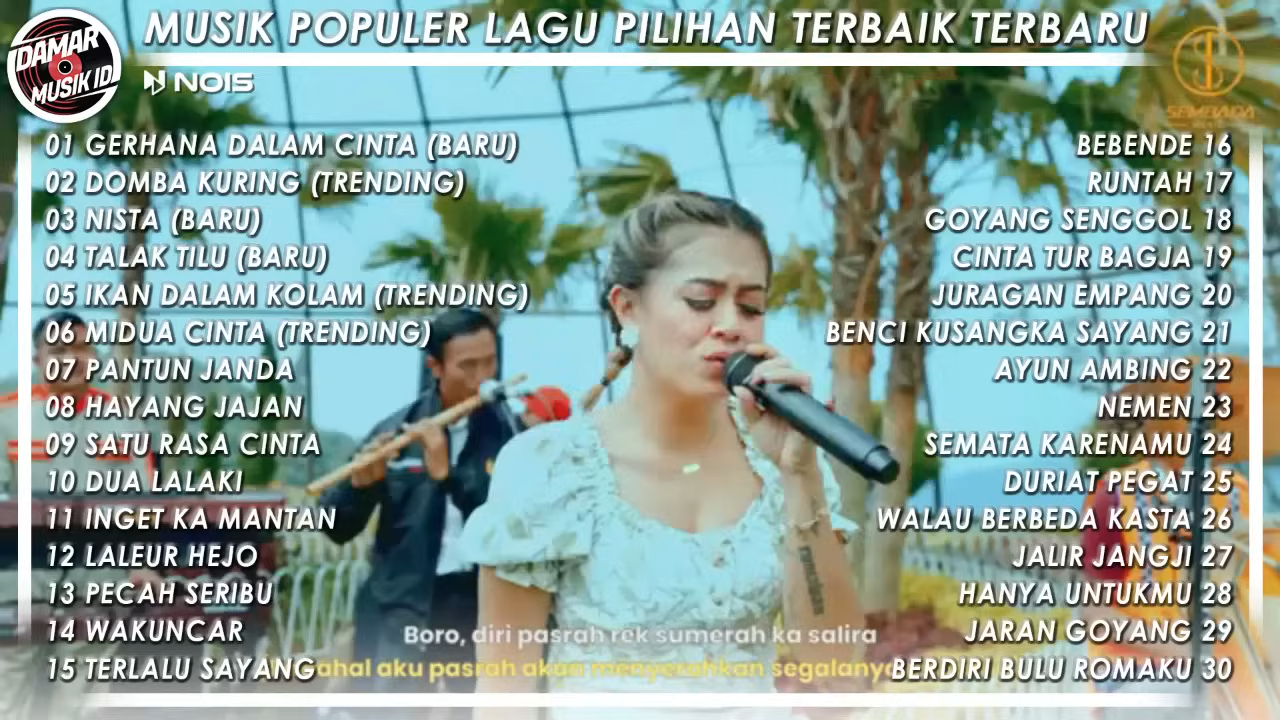 DAMAR
MUSIK ID
MUSIK POPULER LAGU PILIHAN TERBAIK TERBARU
NOIS
SEMBADA
01 GERHANA DALAM CINTA (BARU)
02 DOMBA KURING (TRENDING)
03 NISTA (BARU)
04 TALAK TILU (BARU)
05 IKAN DALAM KOLAM (TRENDING)
06 MIDUA CINTA (TRENDING)
07 PANTUN JANDA
08 HAYANG JAJAN
09 SATU RASA CINTA
10 DUA LALAKI
11 INGET KA MANTAN
12 LALEUR HEJO
13 PECAH SERIBU
14 WAKUNCAR
15 TERLALU SAYANG
BEBENDE 16
RUNTAH 17
GOYANG SENGGOL 18
CINTA TUR BAGJA 19
JURAGAN EMPANG 20
BENCI KUSANGKA SAYANG 21
AYUN AMBING 22
NEMEN 23
SEMATA KARENAMU 24
DURIAT PEGAT 25
WALAU BERBEDA KASTA 26
JALIR JANGJI 27
HANYA UNTUKMU 28
JARAN GOYANG 29
BERDIRI BULU ROMAKU 30
Boro, diri pasrah rek sumerah ka salira
ahal aku pasrah akan menyerahkan segalanya